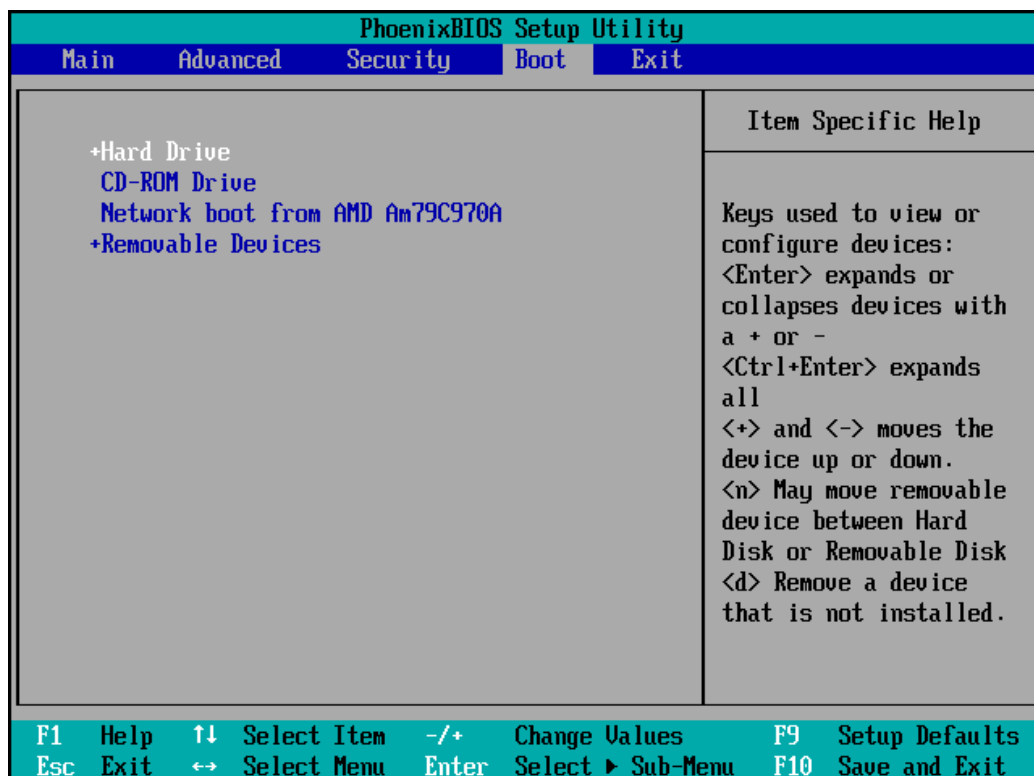 PhoenixBIOS Setup Utility
Main Advanced Security Boot Exit
+Hard Drive
CD-ROM Drive
Network boot from AMD Am79C970A
+Removable Devices
Item Specific Help
Keys used to view or
configure devices:
<Enter> expands or
collapses devices with
a + or -
<Ctrl+Enter> expands
all
<+> and <-> moves the
device up or down.
<n> May move removable
device between Hard
Disk or Removable Disk
<d> Remove a device
that is not installed.
F1 Help ↑↓ Select Item -/+ Change Values F9 Setup Defaults
Esc Exit ↔ Select Menu Enter Select ▶ Sub-Menu F10 Save and Exit